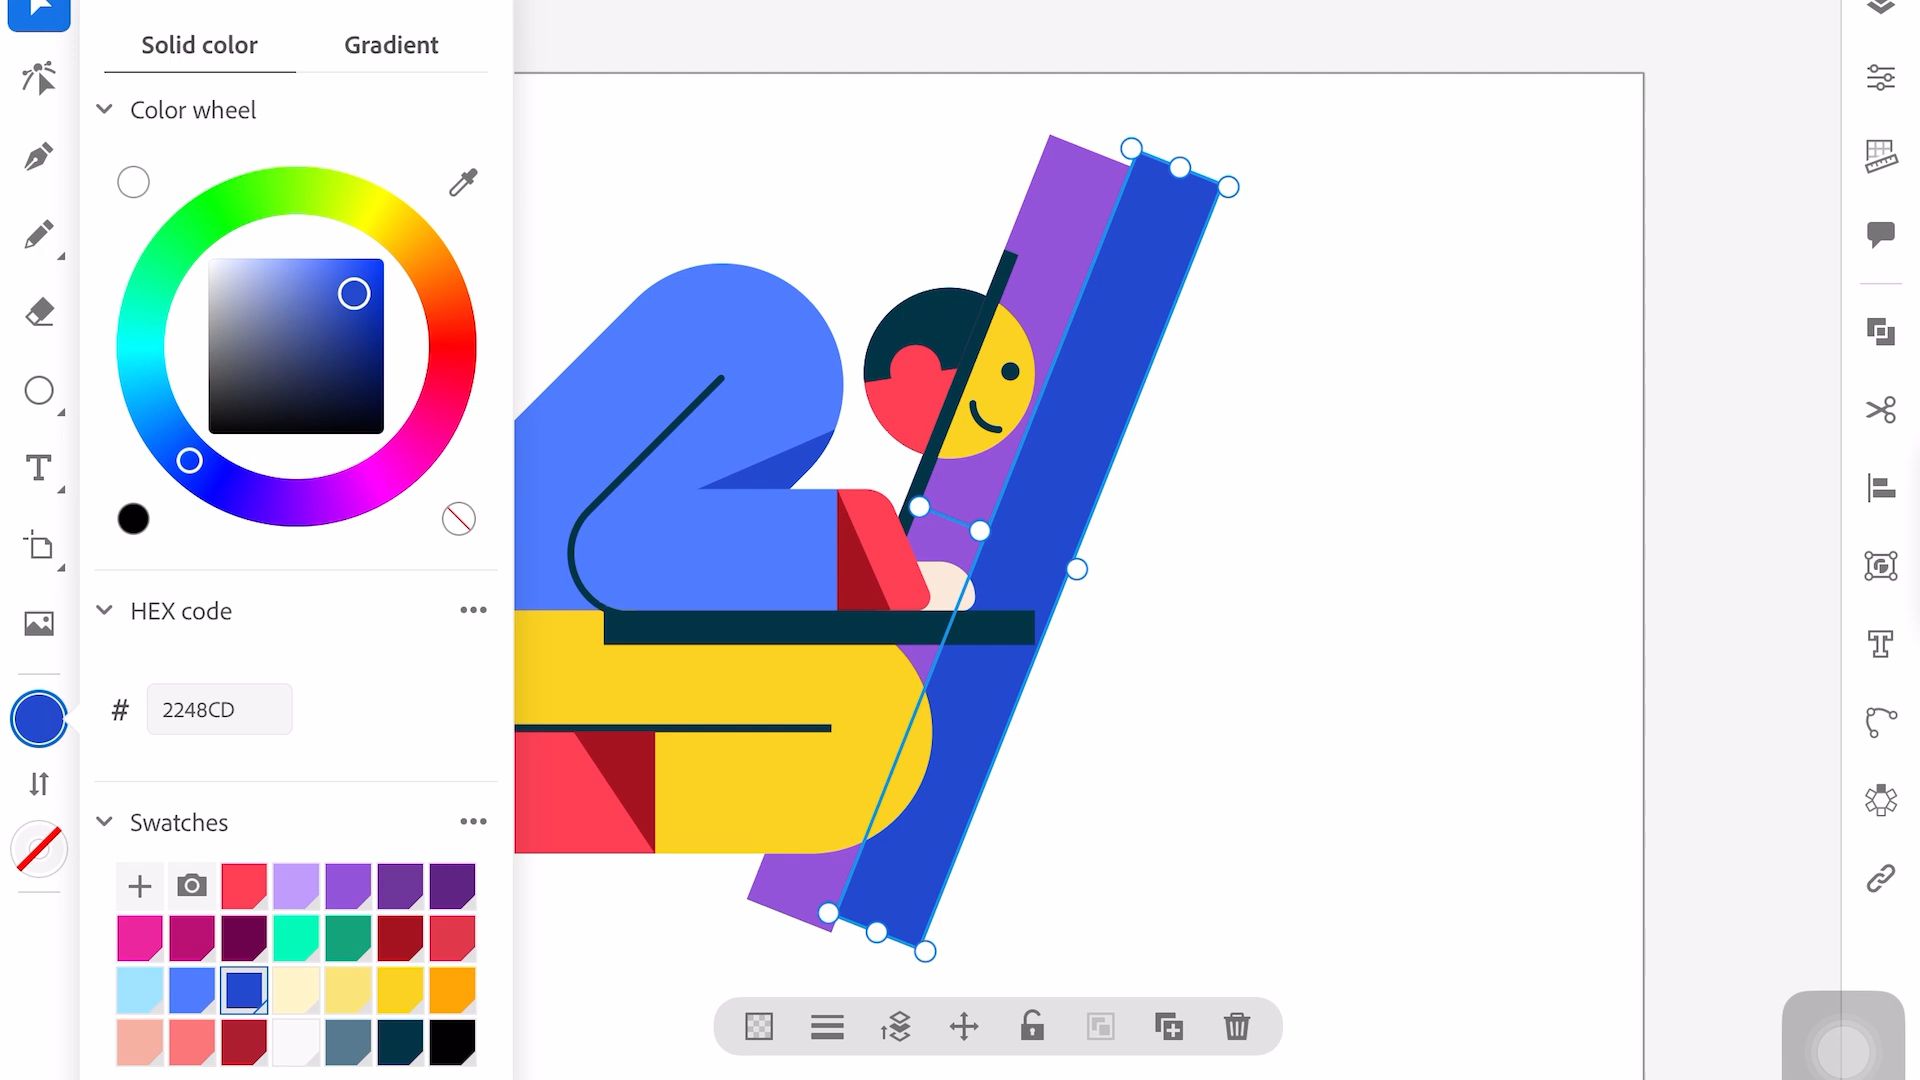 Solid color
Gradient
Color wheel
HEX code
# 2248CD
Swatches